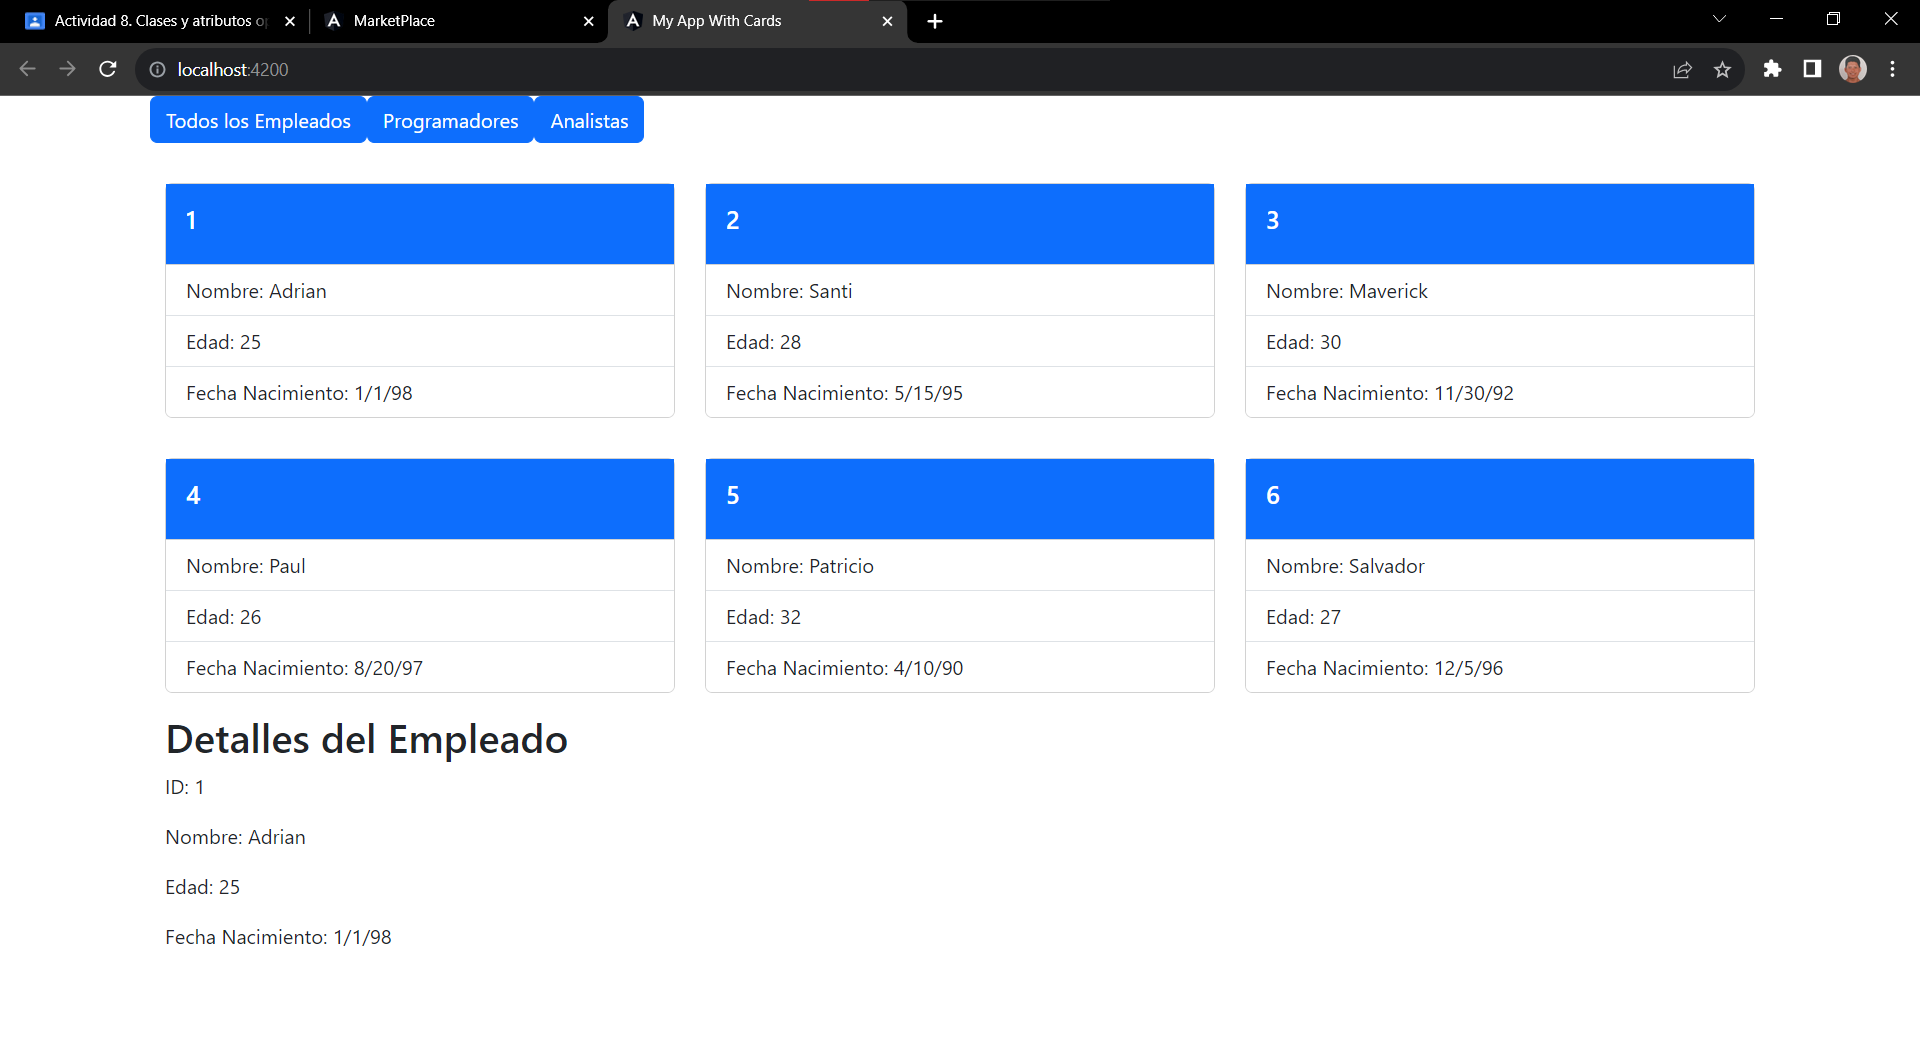 Actividad 8. Clases y atributos op
MarketPlace
My App With Cards
localhost:4200
Todos los Empleados
Programadores
Analistas
1
2
3
Nombre: Adrian
Nombre: Santi
Nombre: Maverick
Edad: 25
Edad: 28
Edad: 30
Fecha Nacimiento: 1/1/98
Fecha Nacimiento: 5/15/95
Fecha Nacimiento: 11/30/92
4
5
6
Nombre: Paul
Nombre: Patricio
Nombre: Salvador
Edad: 26
Edad: 32
Edad: 27
Fecha Nacimiento: 8/20/97
Fecha Nacimiento: 4/10/90
Fecha Nacimiento: 12/5/96
Detalles del Empleado
ID: 1
Nombre: Adrian
Edad: 25
Fecha Nacimiento: 1/1/98